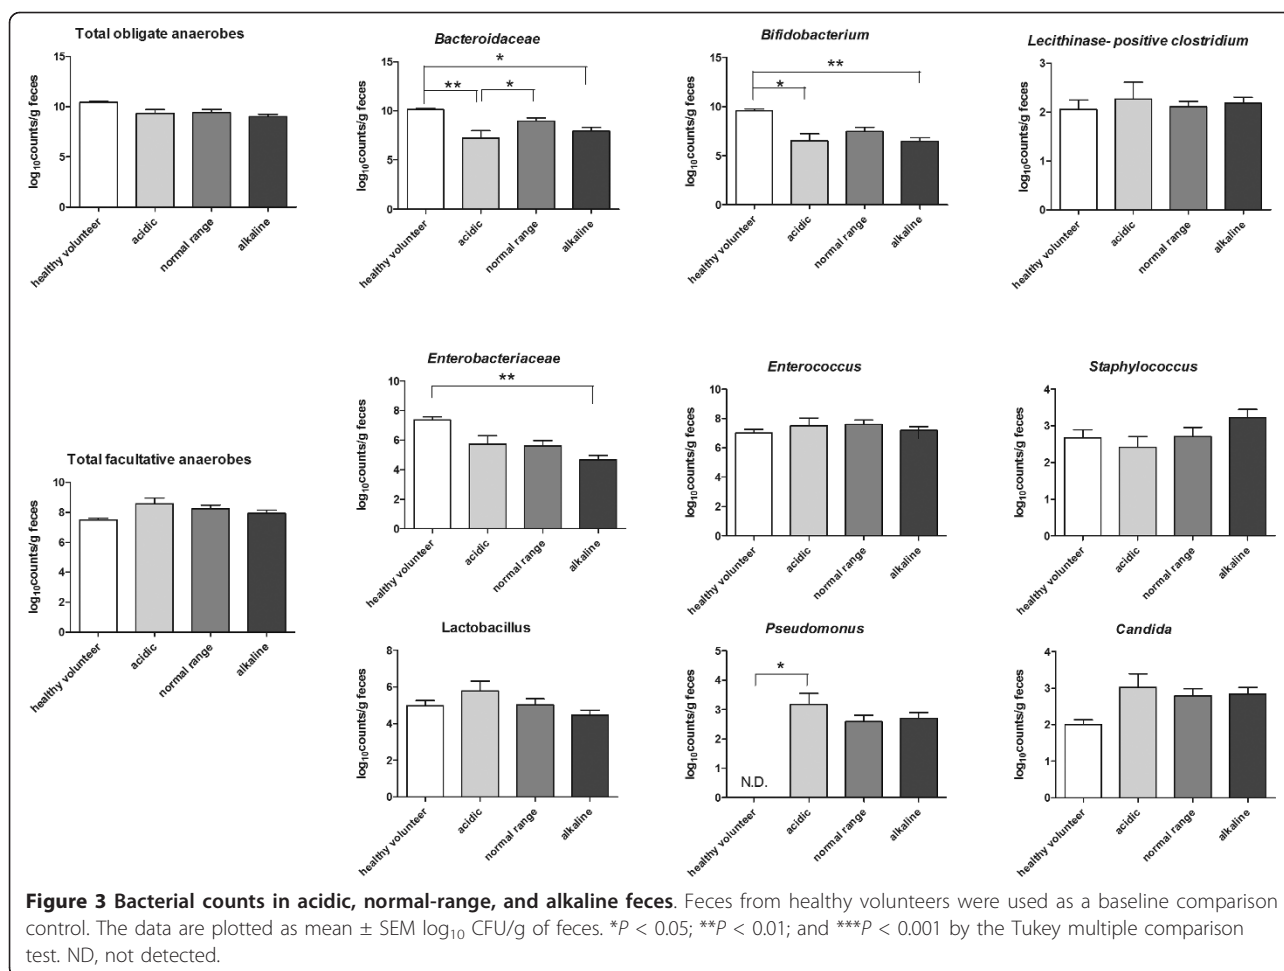 Total obligate anaerobes
log10counts/g feces
15
10
5
0
healthy volunteer
acidic
normal range
alkaline
Bacteroidaceae
log10counts/g feces
15
10
5
0
*
**
*
healthy volunteer
acidic
normal range
alkaline
Bifidobacterium
log10counts/g feces
15
10
5
0
**
*
healthy volunteer
acidic
normal range
alkaline
Lecithinase- positive clostridium
log10counts/g feces
3
2
1
0
healthy volunteer
acidic
normal range
alkaline
Total facultative anaerobes
log10counts/g feces
10
8
6
4
2
0
healthy volunteer
acidic
normal range
alkaline
Enterobacteriaceae
log10counts/g feces
10
8
6
4
2
0
**
healthy volunteer
acidic
normal range
alkaline
Enterococcus
log10counts/g feces
10
8
6
4
2
0
healthy volunteer
acidic
normal range
alkaline
Staphylococcus
log10counts/g feces
4
3
2
1
0
healthy volunteer
acidic
normal range
alkaline
Lactobacillus
log10counts/g feces
8
6
4
2
0
healthy volunteer
acidic
normal range
alkaline
Pseudomonus
log10counts/g feces
5
4
3
2
1
0
*
N.D.
healthy volunteer
acidic
normal range
alkaline
Candida
log10counts/g feces
4
3
2
1
0
healthy volunteer
acidic
normal range
alkaline
Figure 3 Bacterial counts in acidic, normal-range, and alkaline feces. Feces from healthy volunteers were used as a baseline comparison
control. The data are plotted as mean ± SEM log10 CFU/g of feces. *P < 0.05; **P < 0.01; and ***P < 0.001 by the Tukey multiple comparison
test. ND, not detected.